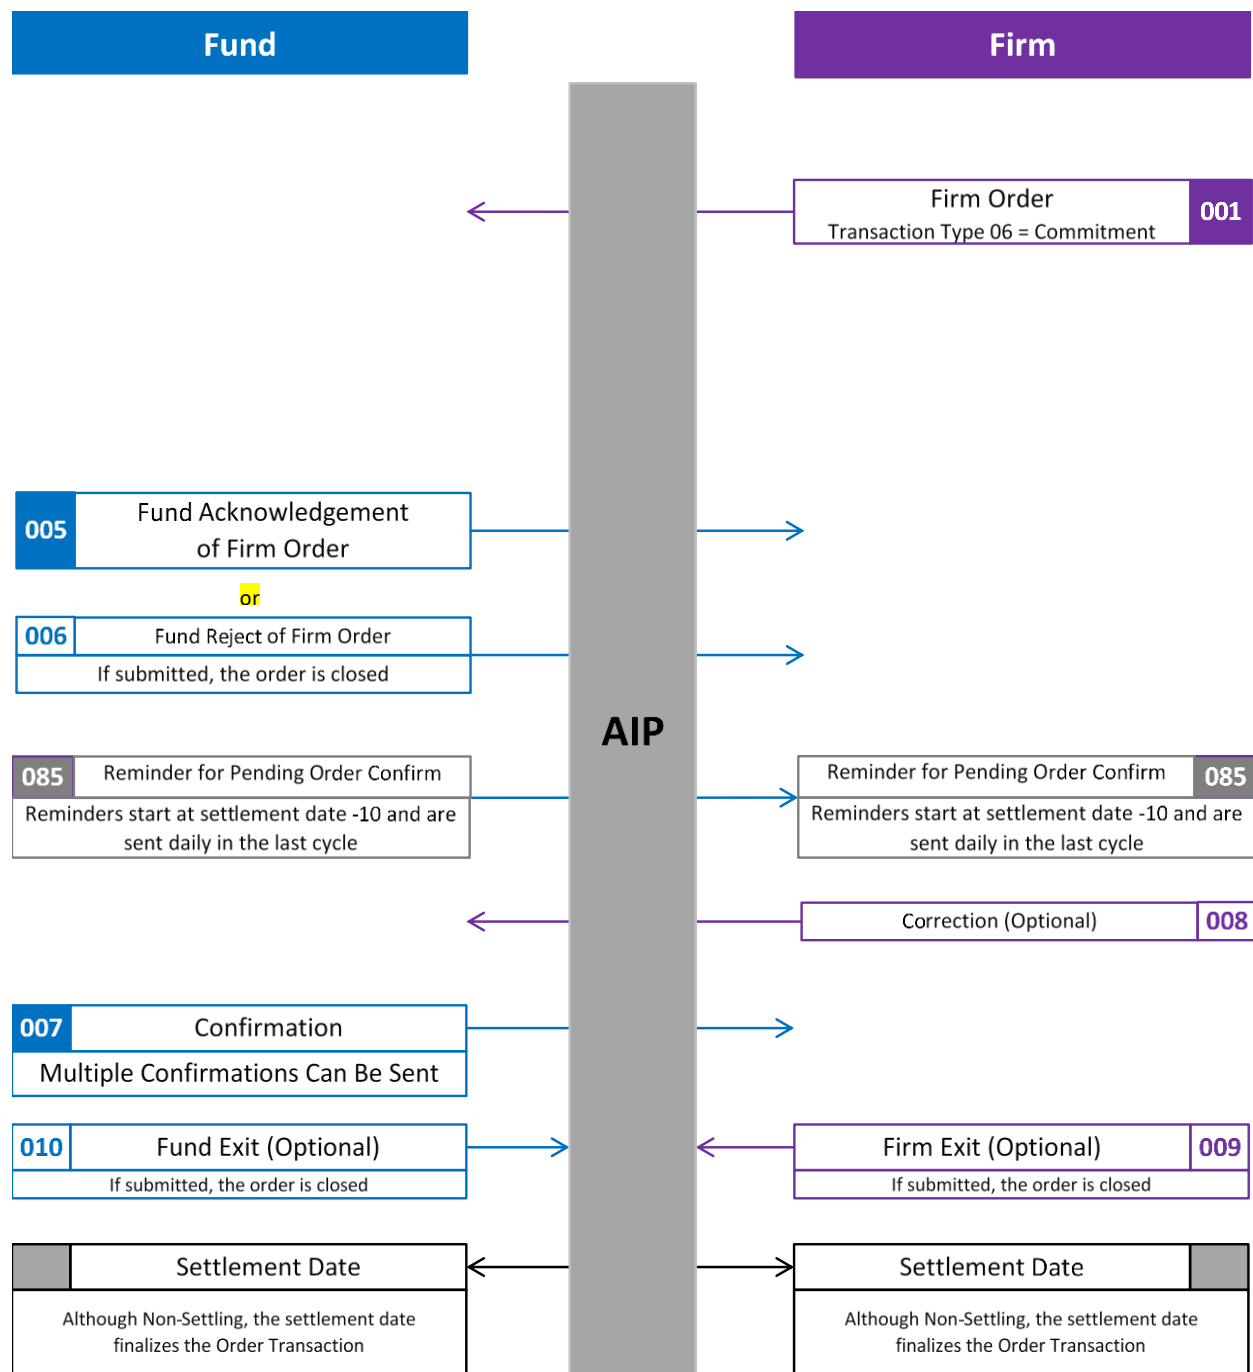 Fund
Firm
Firm Order
001
Transaction Type 06 = Commitment
005
Fund Acknowledgement
of Firm Order
or
006
Fund Reject of Firm Order
If submitted, the order is closed
AIP
085
Reminder for Pending Order Confirm
Reminders start at settlement date -10 and are
sent daily in the last cycle
Reminder for Pending Order Confirm
085
Reminders start at settlement date -10 and are
sent daily in the last cycle
Correction (Optional)
008
007
Confirmation
Multiple Confirmations Can Be Sent
010
Fund Exit (Optional)
If submitted, the order is closed
Firm Exit (Optional)
009
If submitted, the order is closed
Settlement Date
Although Non-Settling, the settlement date
finalizes the Order Transaction
Settlement Date
Although Non-Settling, the settlement date
finalizes the Order Transaction